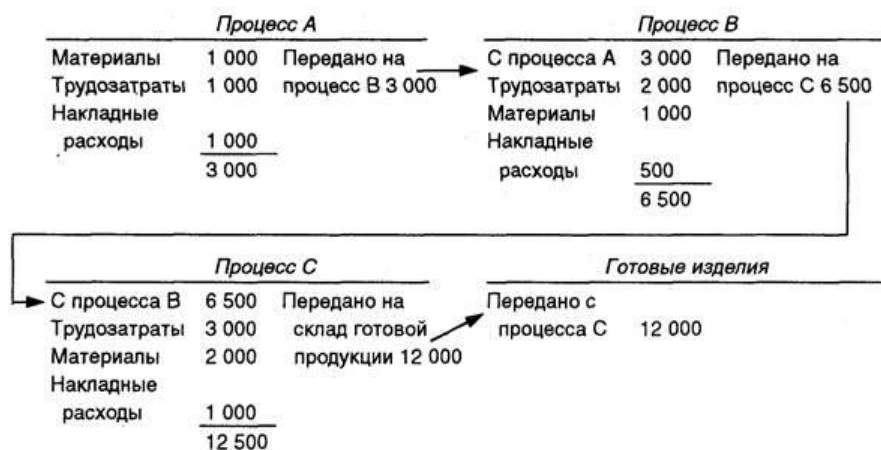 Процесс A
Материалы 1 000 Передано на
Трудозатраты 1 000 процесс В 3 000
Накладные
расходы 1 000
3 000
Процесс B
С процесса А 3 000 Передано на
Трудозатраты 2 000 процесс С 6 500
Материалы 1 000
Накладные
расходы 500
6 500
Процесс C
С процесса В 6 500 Передано на
Трудозатраты 3 000 склад готовой
Материалы 2 000 продукции 12 000
Накладные
расходы 1 000
12 500
Готовые изделия
Передано с
процесса С 12 000